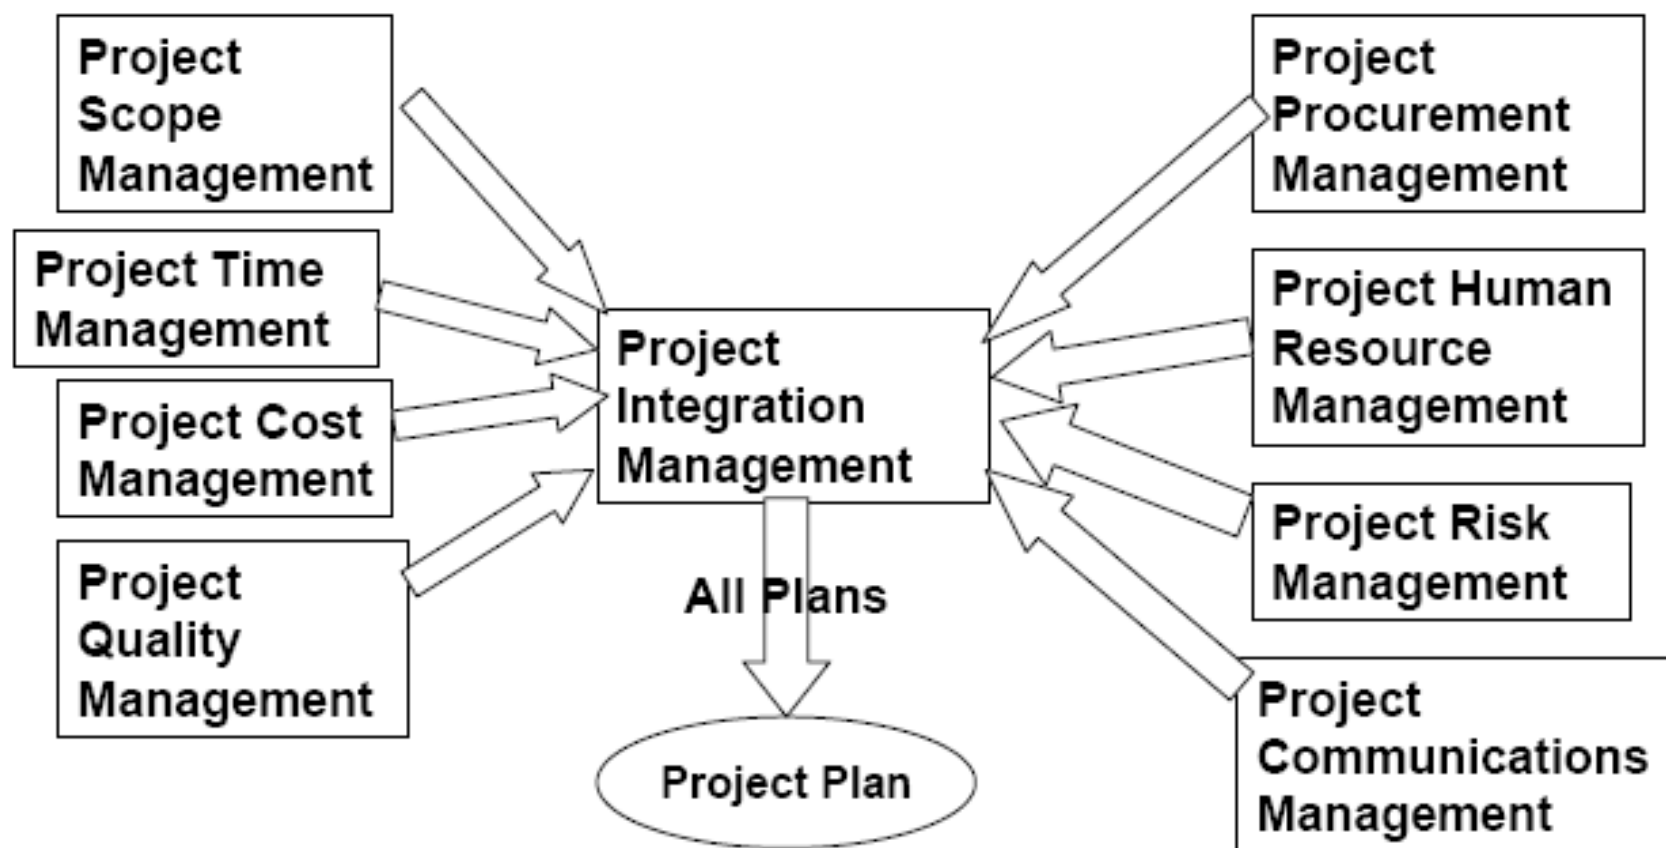 Project
Scope
Management
Project Time
Management
Project Cost
Management
Project
Quality
Management
Project
Integration
Management
All Plans
Project Plan
Project
Procurement
Management
Project Human
Resource
Management
Project Risk
Management
Project
Communications
Management